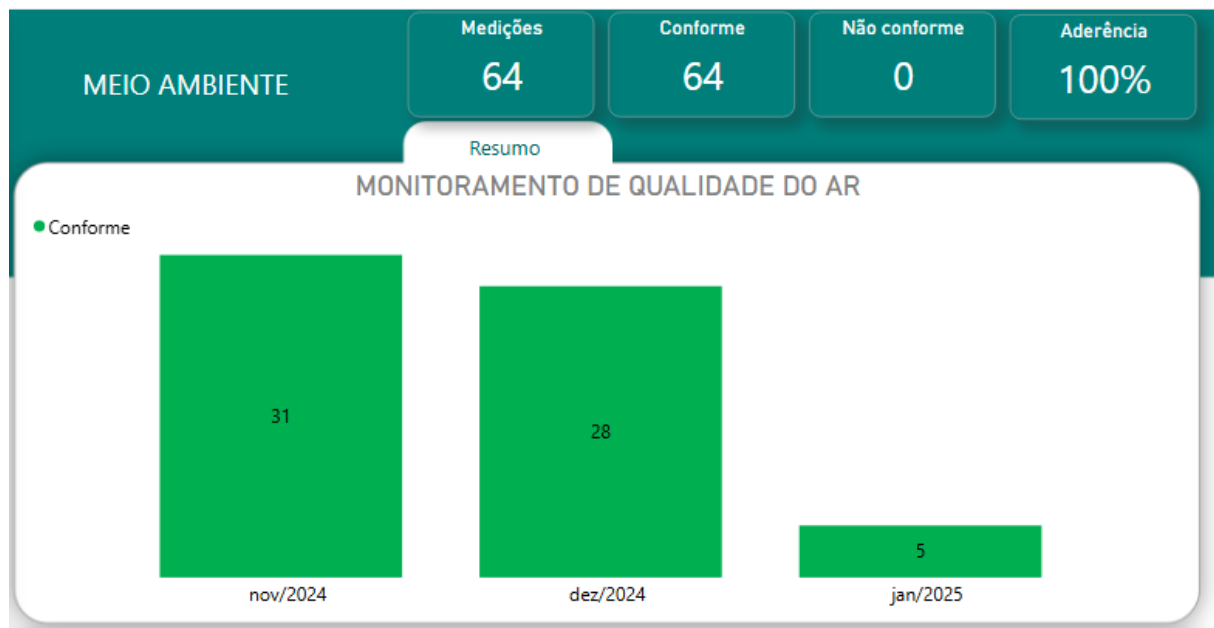 MEIO AMBIENTE
Medições
64
Conforme
64
Não conforme
0
Aderência
100%
Resumo
MONITORAMENTO DE QUALIDADE DO AR
Conforme
31
28
5
nov/2024
dez/2024
jan/2025